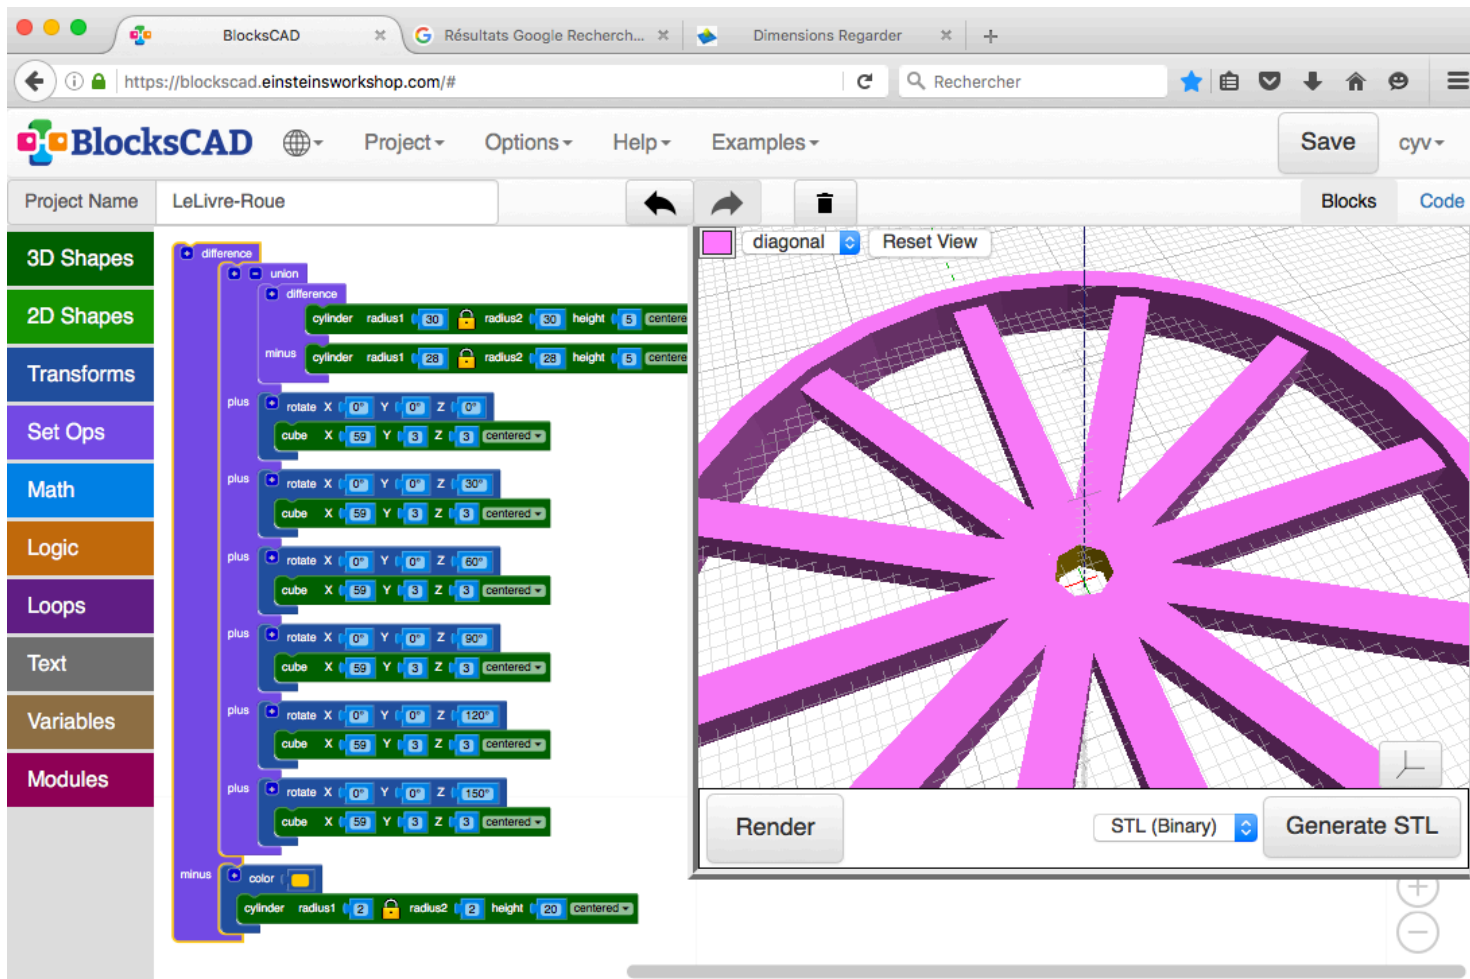 BlocksCAD
Résultats Google Recherch...
Dimensions Regarder
https://blockscad.einsteinsworkshop.com/#
Rechercher
BlocksCAD
Project
Options
Help
Examples
Save
cyv
Project Name
LeLivre-Roue
Blocks
Code
3D Shapes
2D Shapes
Transforms
Set Ops
Math
Logic
Loops
Text
Variables
Modules
difference
union
difference
cylinder radius1 30 radius2 30 height 5 centere
minus
cylinder radius1 28 radius2 28 height 5 centere
plus
rotate X 0° Y 0° Z 0°
cube X 59 Y 3 Z 3 centered
plus
rotate X 0° Y 0° Z 30°
cube X 59 Y 3 Z 3 centered
plus
rotate X 0° Y 0° Z 60°
cube X 59 Y 3 Z 3 centered
plus
rotate X 0° Y 0° Z 90°
cube X 59 Y 3 Z 3 centered
plus
rotate X 0° Y 0° Z 120°
cube X 59 Y 3 Z 3 centered
plus
rotate X 0° Y 0° Z 150°
cube X 59 Y 3 Z 3 centered
minus
color
cylinder radius1 2 radius2 2 height 20 centered
diagonal
Reset View
Render
STL (Binary)
Generate STL